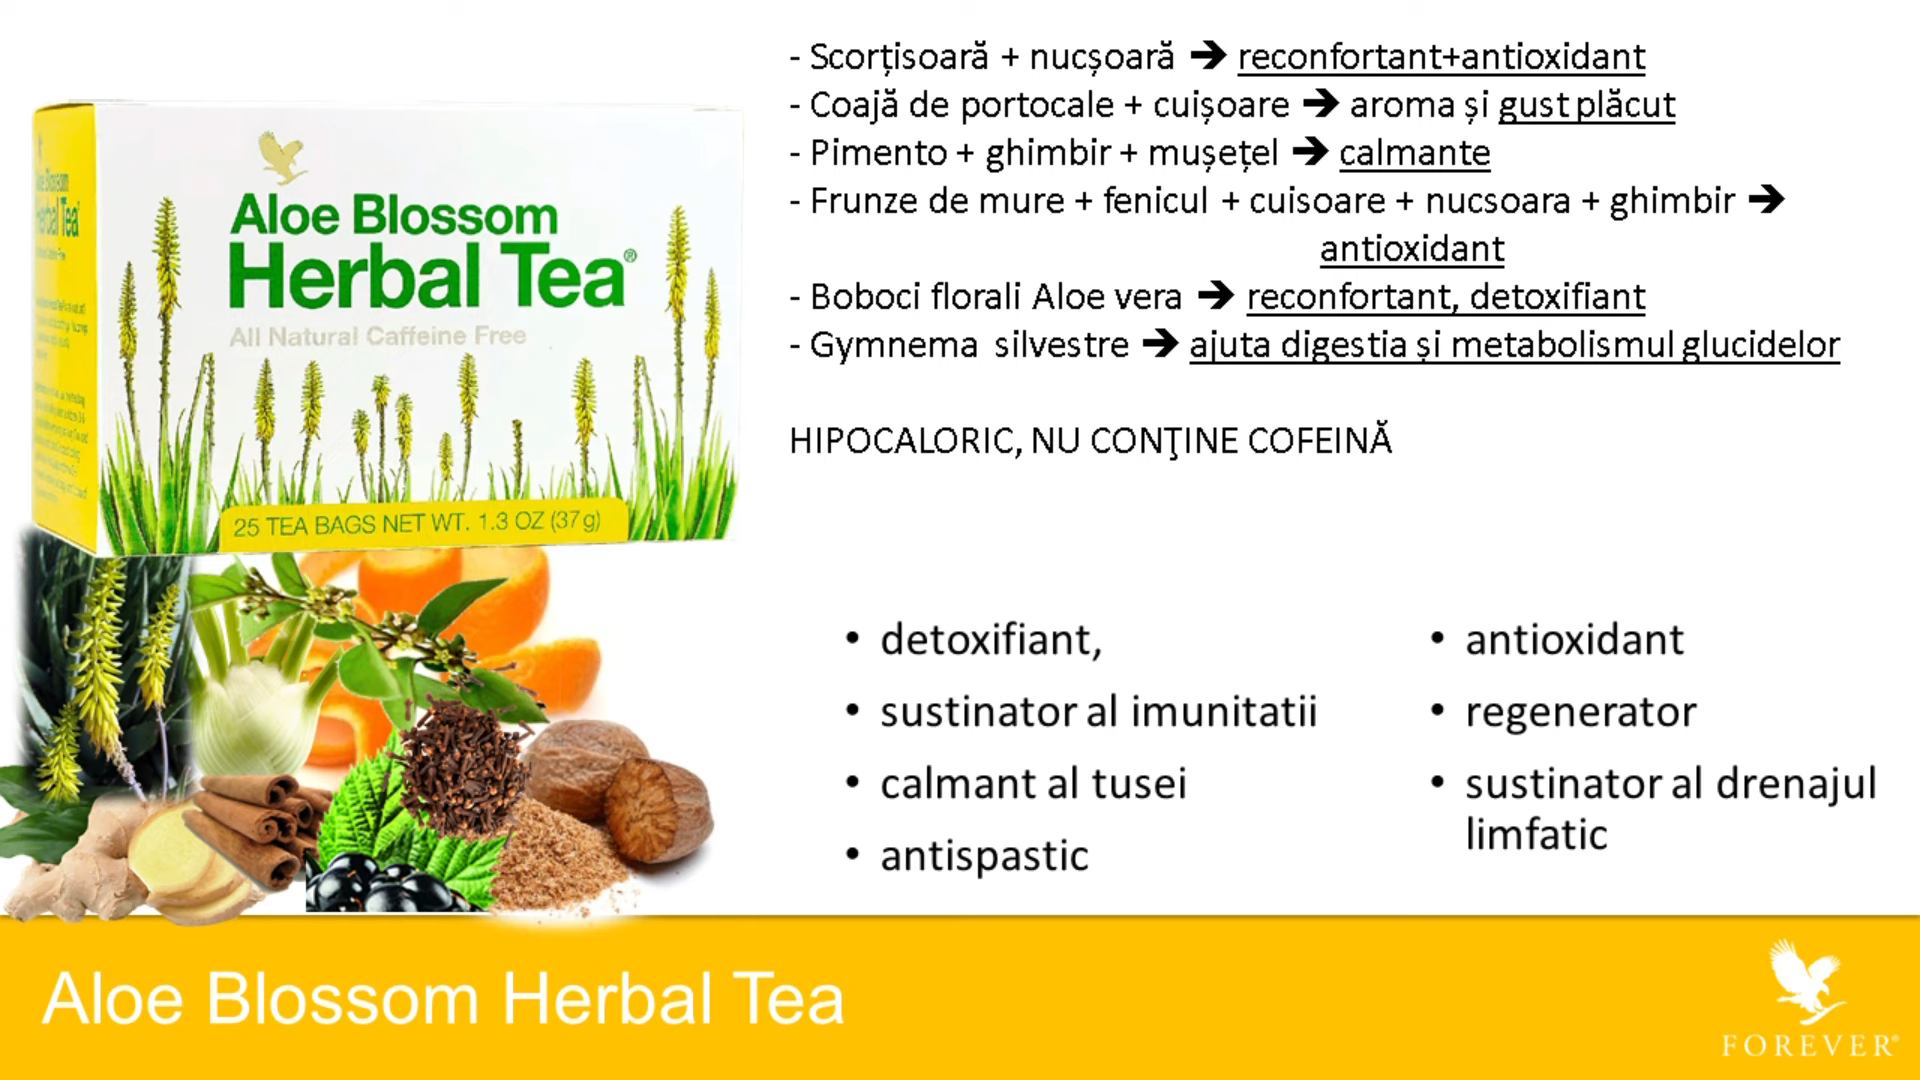 - Scorțisoară + nucșoară ➔ reconfortant+antioxidant
- Coajă de portocale + cuișoare ➔ aroma și gust plăcut
- Pimento + ghimbir + mușețel ➔ calmante
- Frunze de mure + fenicul + cuisoare + nucsoara + ghimbir ➔
antioxidant
- Boboci florali Aloe vera ➔ reconfortant, detoxifiant
- Gymnema silvestre ➔ ajuta digestia și metabolismul glucidelor
HIPOCALORIC, NU CONŢINE COFEINĂ
Aloe Blossom
Herbal Tea®
All Natural Caffeine Free
25 TEA BAGS NET WT. 1.3 OZ (37 g)
• detoxifiant,
• sustinator al imunitatii
• calmant al tusei
• antispastic
• antioxidant
• regenerator
• sustinator al drenajul
limfatic
Aloe Blossom Herbal Tea
FOREVER®